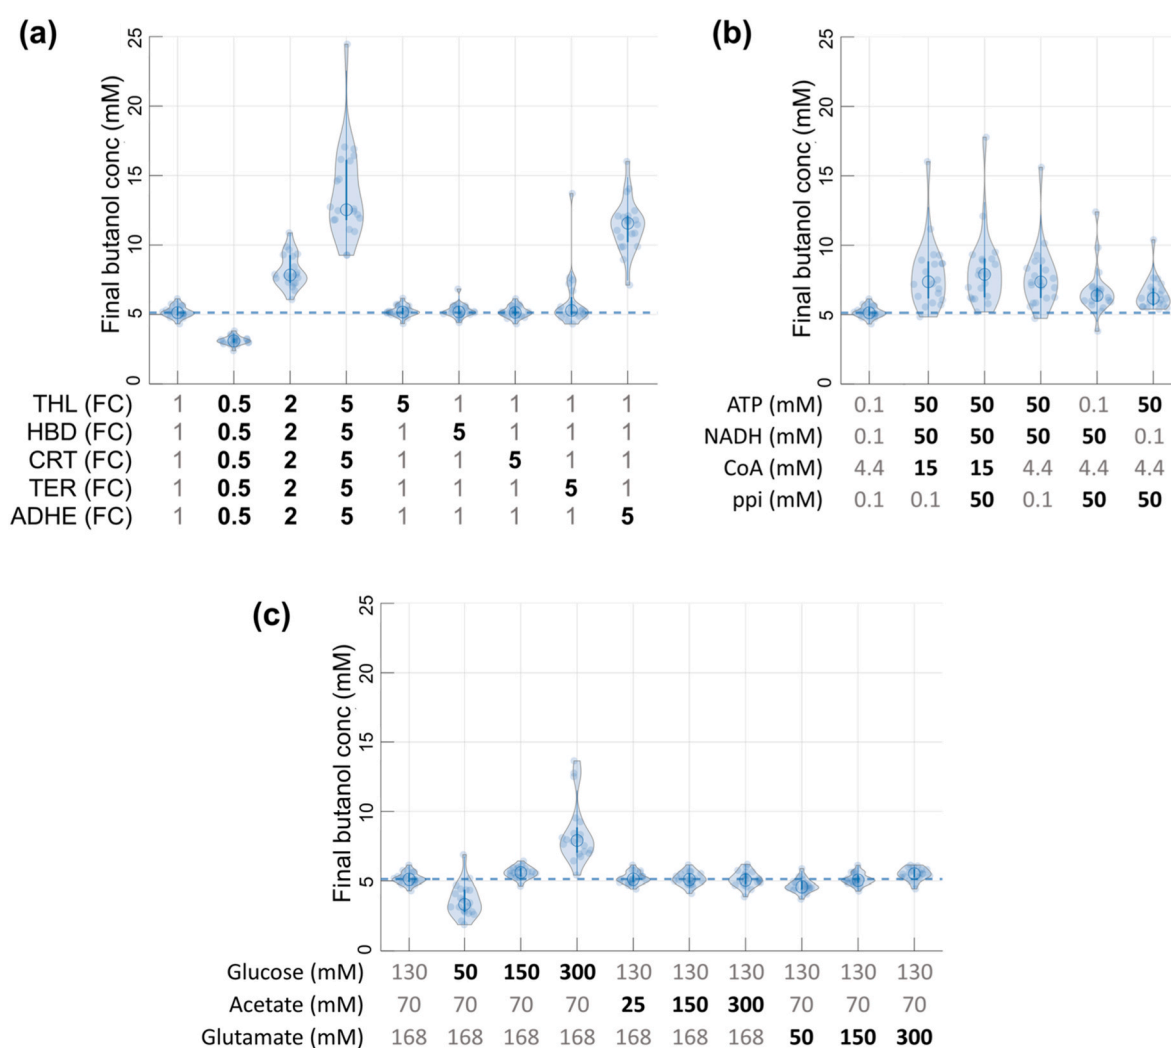 (a)
Final butanol conc (mM)
25
20
15
10
5
0
THL (FC) 1 0.5 2 5 5 1 1 1 1
HBD (FC) 1 0.5 2 5 1 5 1 1 1
CRT (FC) 1 0.5 2 5 1 1 5 1 1
TER (FC) 1 0.5 2 5 1 1 1 5 1
ADHE (FC) 1 0.5 2 5 1 1 1 1 5
(b)
Final butanol conc (mM)
25
20
15
10
5
0
ATP (mM) 0.1 50 50 50 0.1 50
NADH (mM) 0.1 50 50 50 50 0.1
CoA (mM) 4.4 15 15 4.4 4.4 4.4
ppi (mM) 0.1 0.1 50 0.1 50 50
(c)
Final butanol conc (mM)
25
20
15
10
5
0
Glucose (mM) 130 50 150 300 130 130 130 130 130 130
Acetate (mM) 70 70 70 70 25 150 300 70 70 70
Glutamate (mM) 168 168 168 168 168 168 168 50 150 300